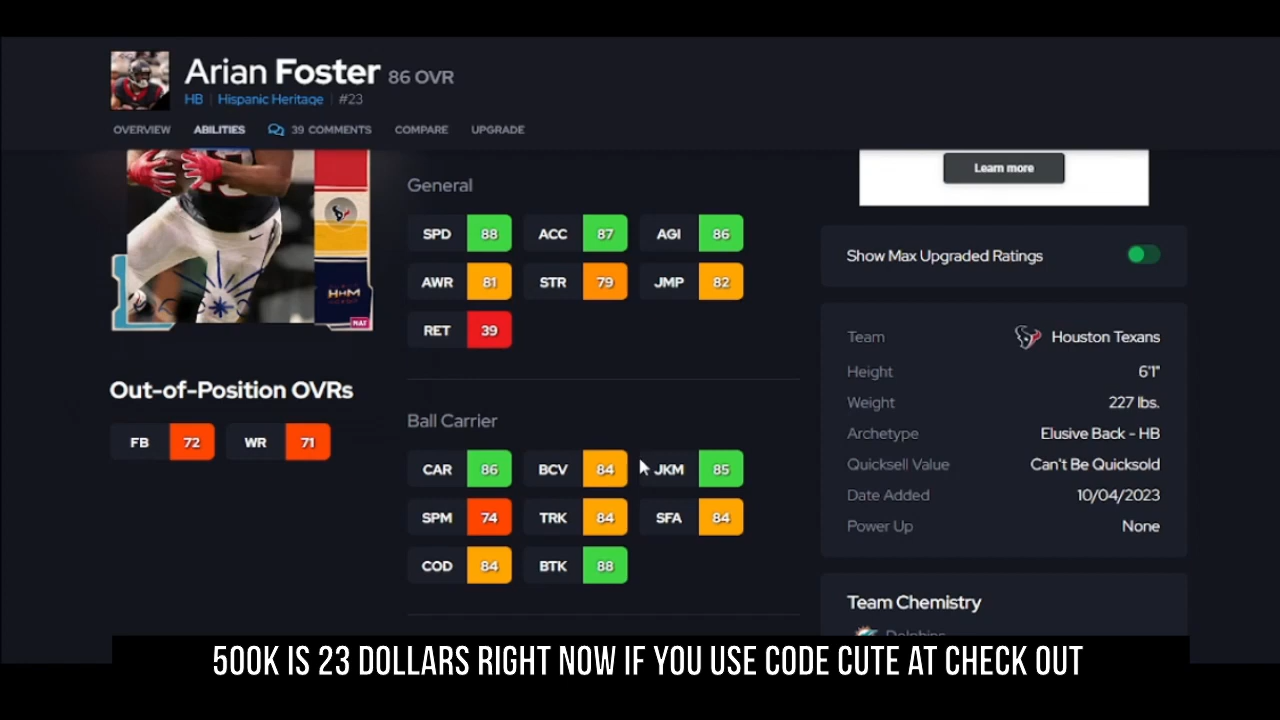 Arian Foster 86 OVR
HB | Hispanic Heritage | #23
OVERVIEW ABILITIES 39 COMMENTS COMPARE UPGRADE
Learn more
General
SPD 88 ACC 87 AGI 86
AWR 81 STR 79 JMP 82
RET 39
HHM
NAT
Out-of-Position OVRs
FB 72 WR 71
Ball Carrier
CAR 86 BCV 84 JKM 85
SPM 74 TRK 84 SFA 84
COD 84 BTK 88
Show Max Upgraded Ratings
Team Houston Texans
Height 6'1"
Weight 227 lbs.
Archetype Elusive Back - HB
Quicksell Value Can't Be Quicksold
Date Added 10/04/2023
Power Up None
Team Chemistry
Dolphins
500K IS 23 DOLLARS RIGHT NOW IF YOU USE CODE CUTE AT CHECK OUT